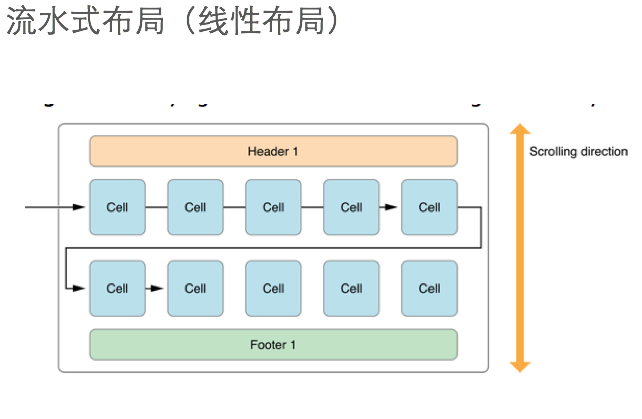 流水式布局（线性布局）
Header 1
Scrolling direction
Cell Cell Cell Cell Cell
Cell Cell Cell Cell Cell
Footer 1